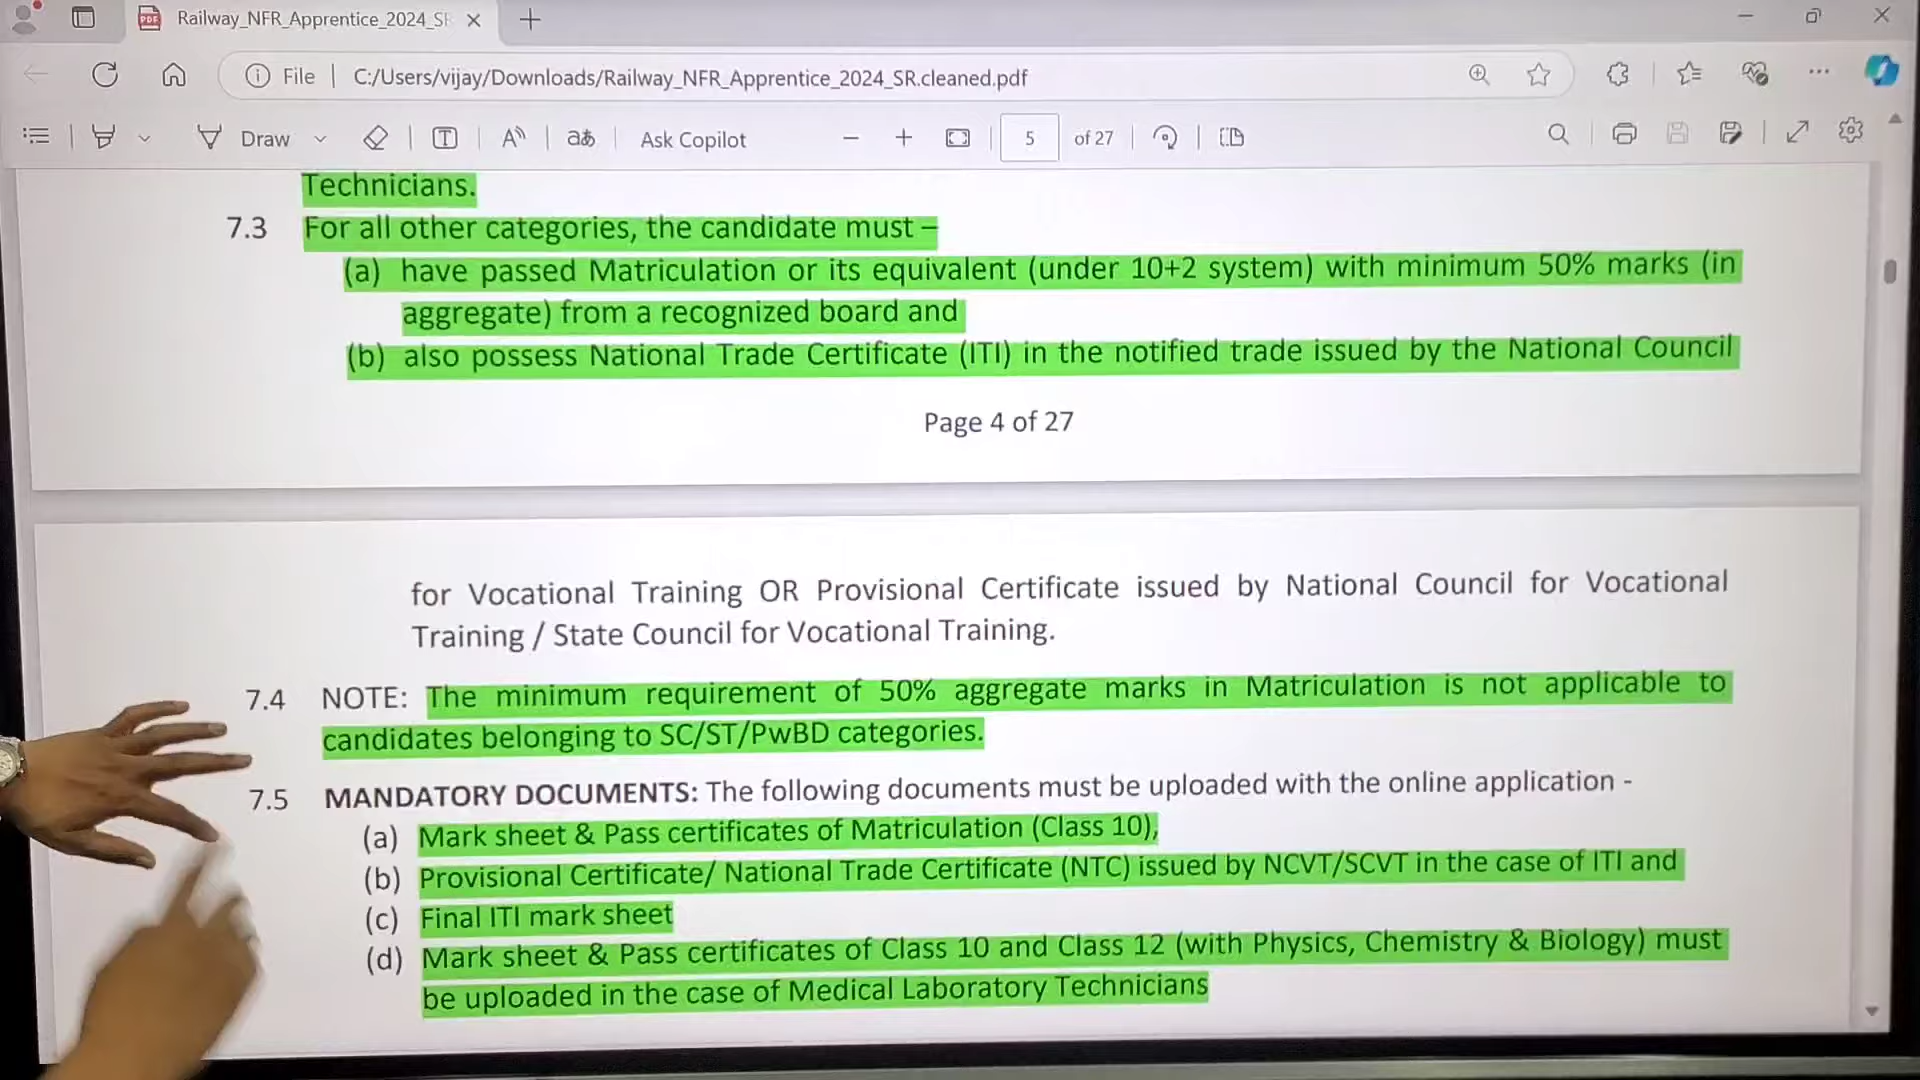 Railway_NFR_Apprentice_2024_SR
File
C:/Users/vijay/Downloads/Railway_NFR_Apprentice_2024_SR.cleaned.pdf
Draw
aあ
Ask Copilot
5
of 27
Technicians.
7.3 For all other categories, the candidate must –
(a) have passed Matriculation or its equivalent (under 10+2 system) with minimum 50% marks (in
aggregate) from a recognized board and
(b) also possess National Trade Certificate (ITI) in the notified trade issued by the National Council
Page 4 of 27
for Vocational Training OR Provisional Certificate issued by National Council for Vocational
Training / State Council for Vocational Training.
7.4 NOTE: The minimum requirement of 50% aggregate marks in Matriculation is not applicable to
candidates belonging to SC/ST/PwBD categories.
7.5 MANDATORY DOCUMENTS: The following documents must be uploaded with the online application -
(a) Mark sheet & Pass certificates of Matriculation (Class 10),
(b) Provisional Certificate/ National Trade Certificate (NTC) issued by NCVT/SCVT in the case of ITI and
(c) Final ITI mark sheet
(d) Mark sheet & Pass certificates of Class 10 and Class 12 (with Physics, Chemistry & Biology) must
be uploaded in the case of Medical Laboratory Technicians